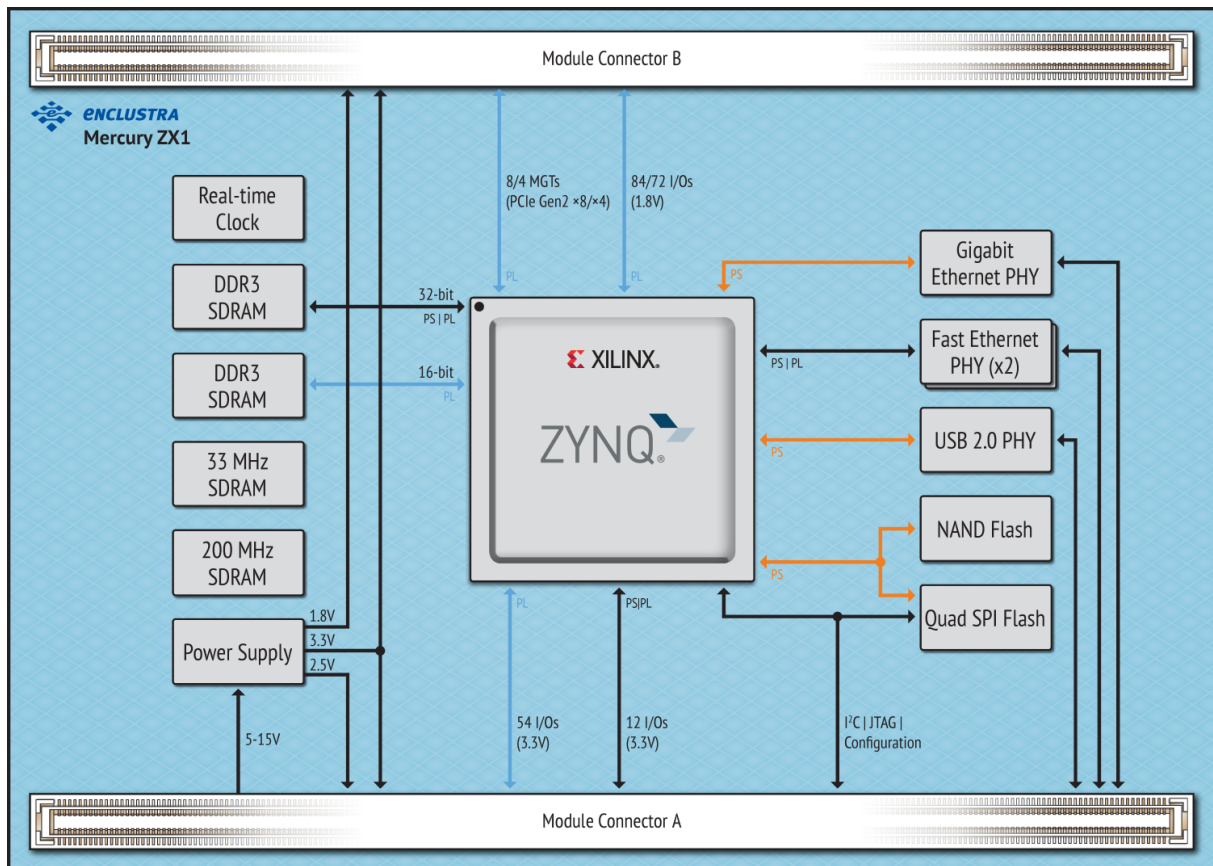 Module Connector B
enclustra
Mercury ZX1
8/4 MGTs
(PCIe Gen2 ×8/×4)
84/72 I/Os
(1.8V)
Real-time
Clock
PL
PL
PS
Gigabit
Ethernet PHY
DDR3
SDRAM
32-bit
PS | PL
XILINX®
ZYNQ®
PS | PL
Fast Ethernet
PHY (x2)
DDR3
SDRAM
16-bit
PL
PS
USB 2.0 PHY
33 MHz
SDRAM
NAND Flash
200 MHz
SDRAM
PS
PL
PS|PL
Quad SPI Flash
Power Supply
1.8V
3.3V
2.5V
5-15V
54 I/Os
(3.3V)
12 I/Os
(3.3V)
I²C | JTAG |
Configuration
Module Connector A